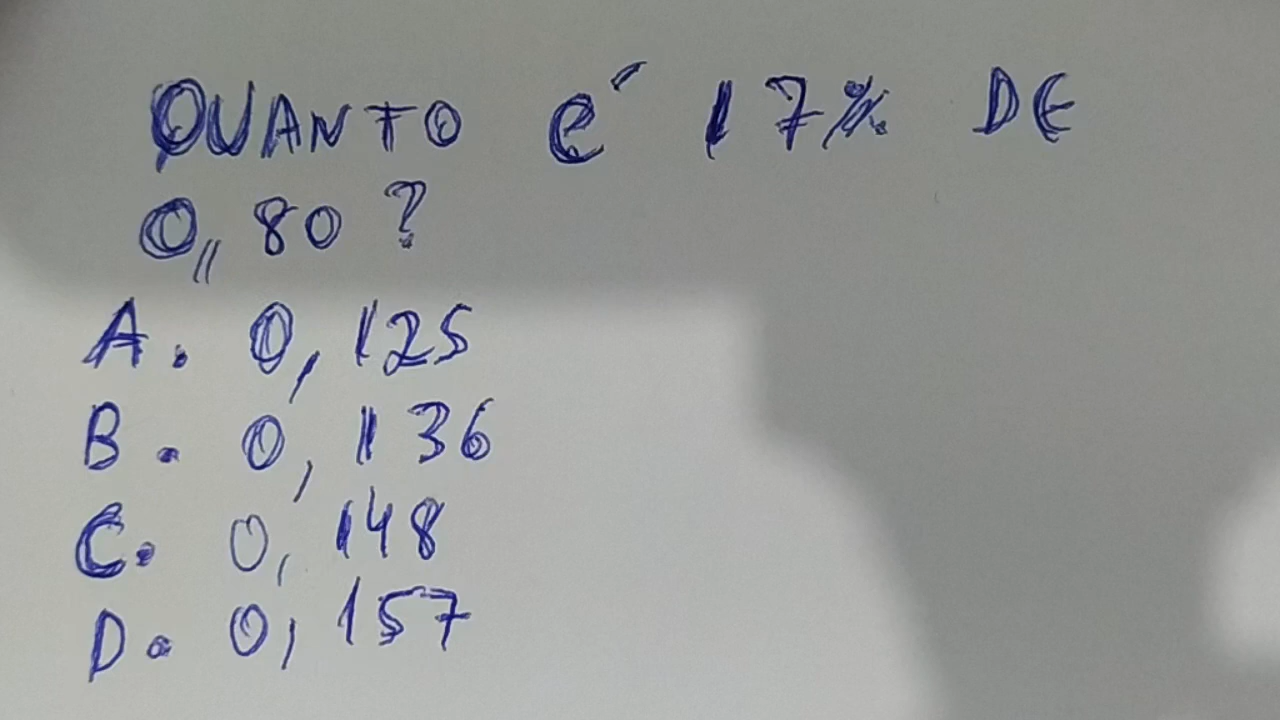 QUANTO é 17% DE
0,80?
A. 0,125
B. 0,136
C. 0,148
D. 0,157